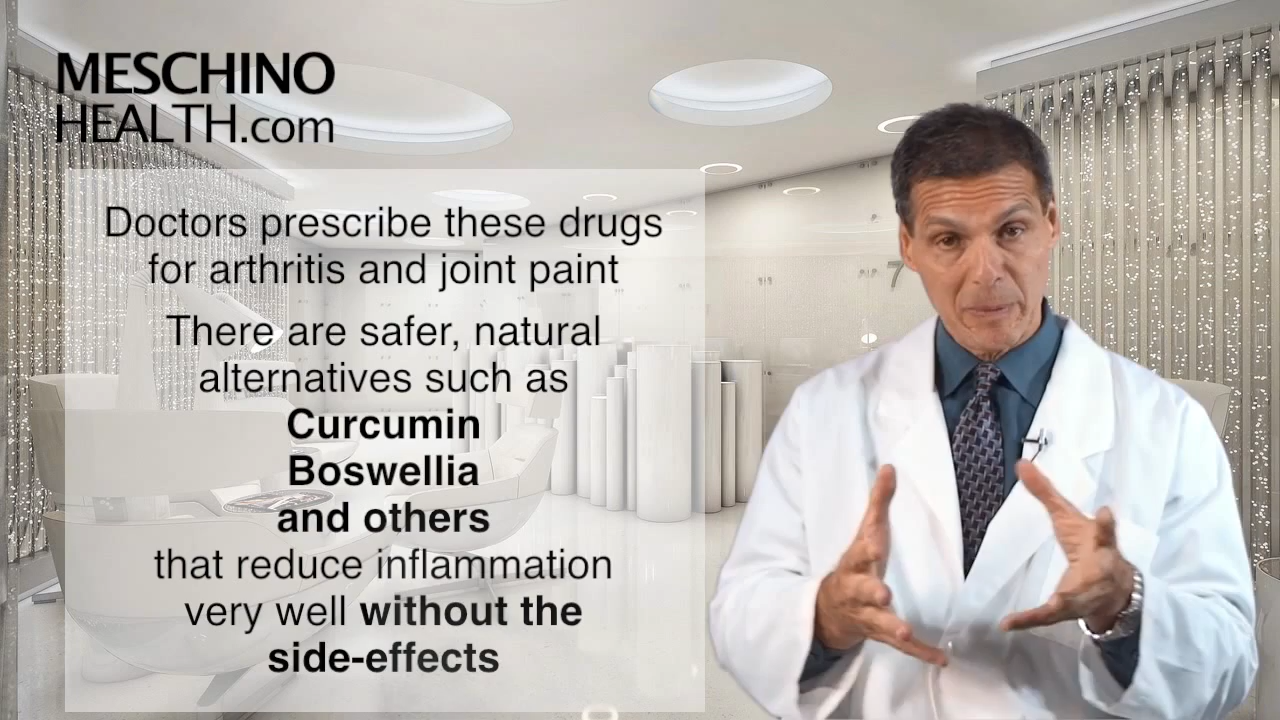 MESCHINO
HEALTH.com
Doctors prescribe these drugs
for arthritis and joint paint
There are safer, natural
alternatives such as
Curcumin
Boswellia
and others
that reduce inflammation
very well without the
side-effects
7